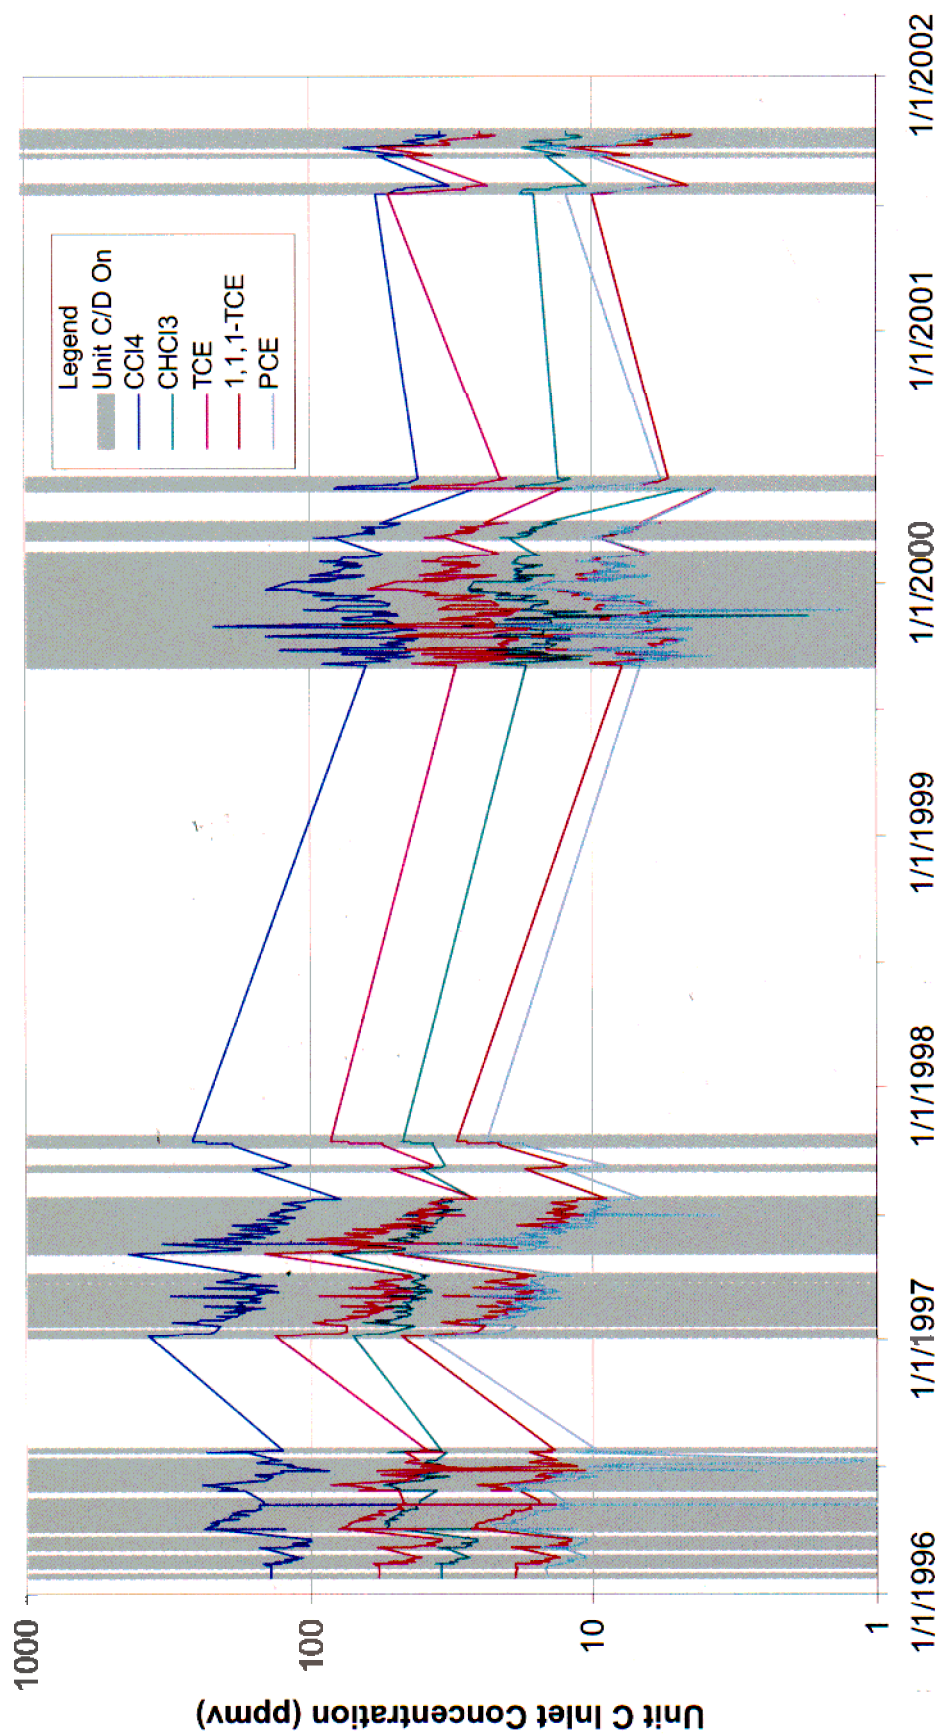 Unit C Inlet Concentration (ppmv)
1000
100
10
1
1/1/1996
1/1/1997
1/1/1998
1/1/1999
1/1/2000
1/1/2001
1/1/2002
Legend
Unit C/D On
CCl4
CHCl3
TCE
1,1,1-TCE
PCE